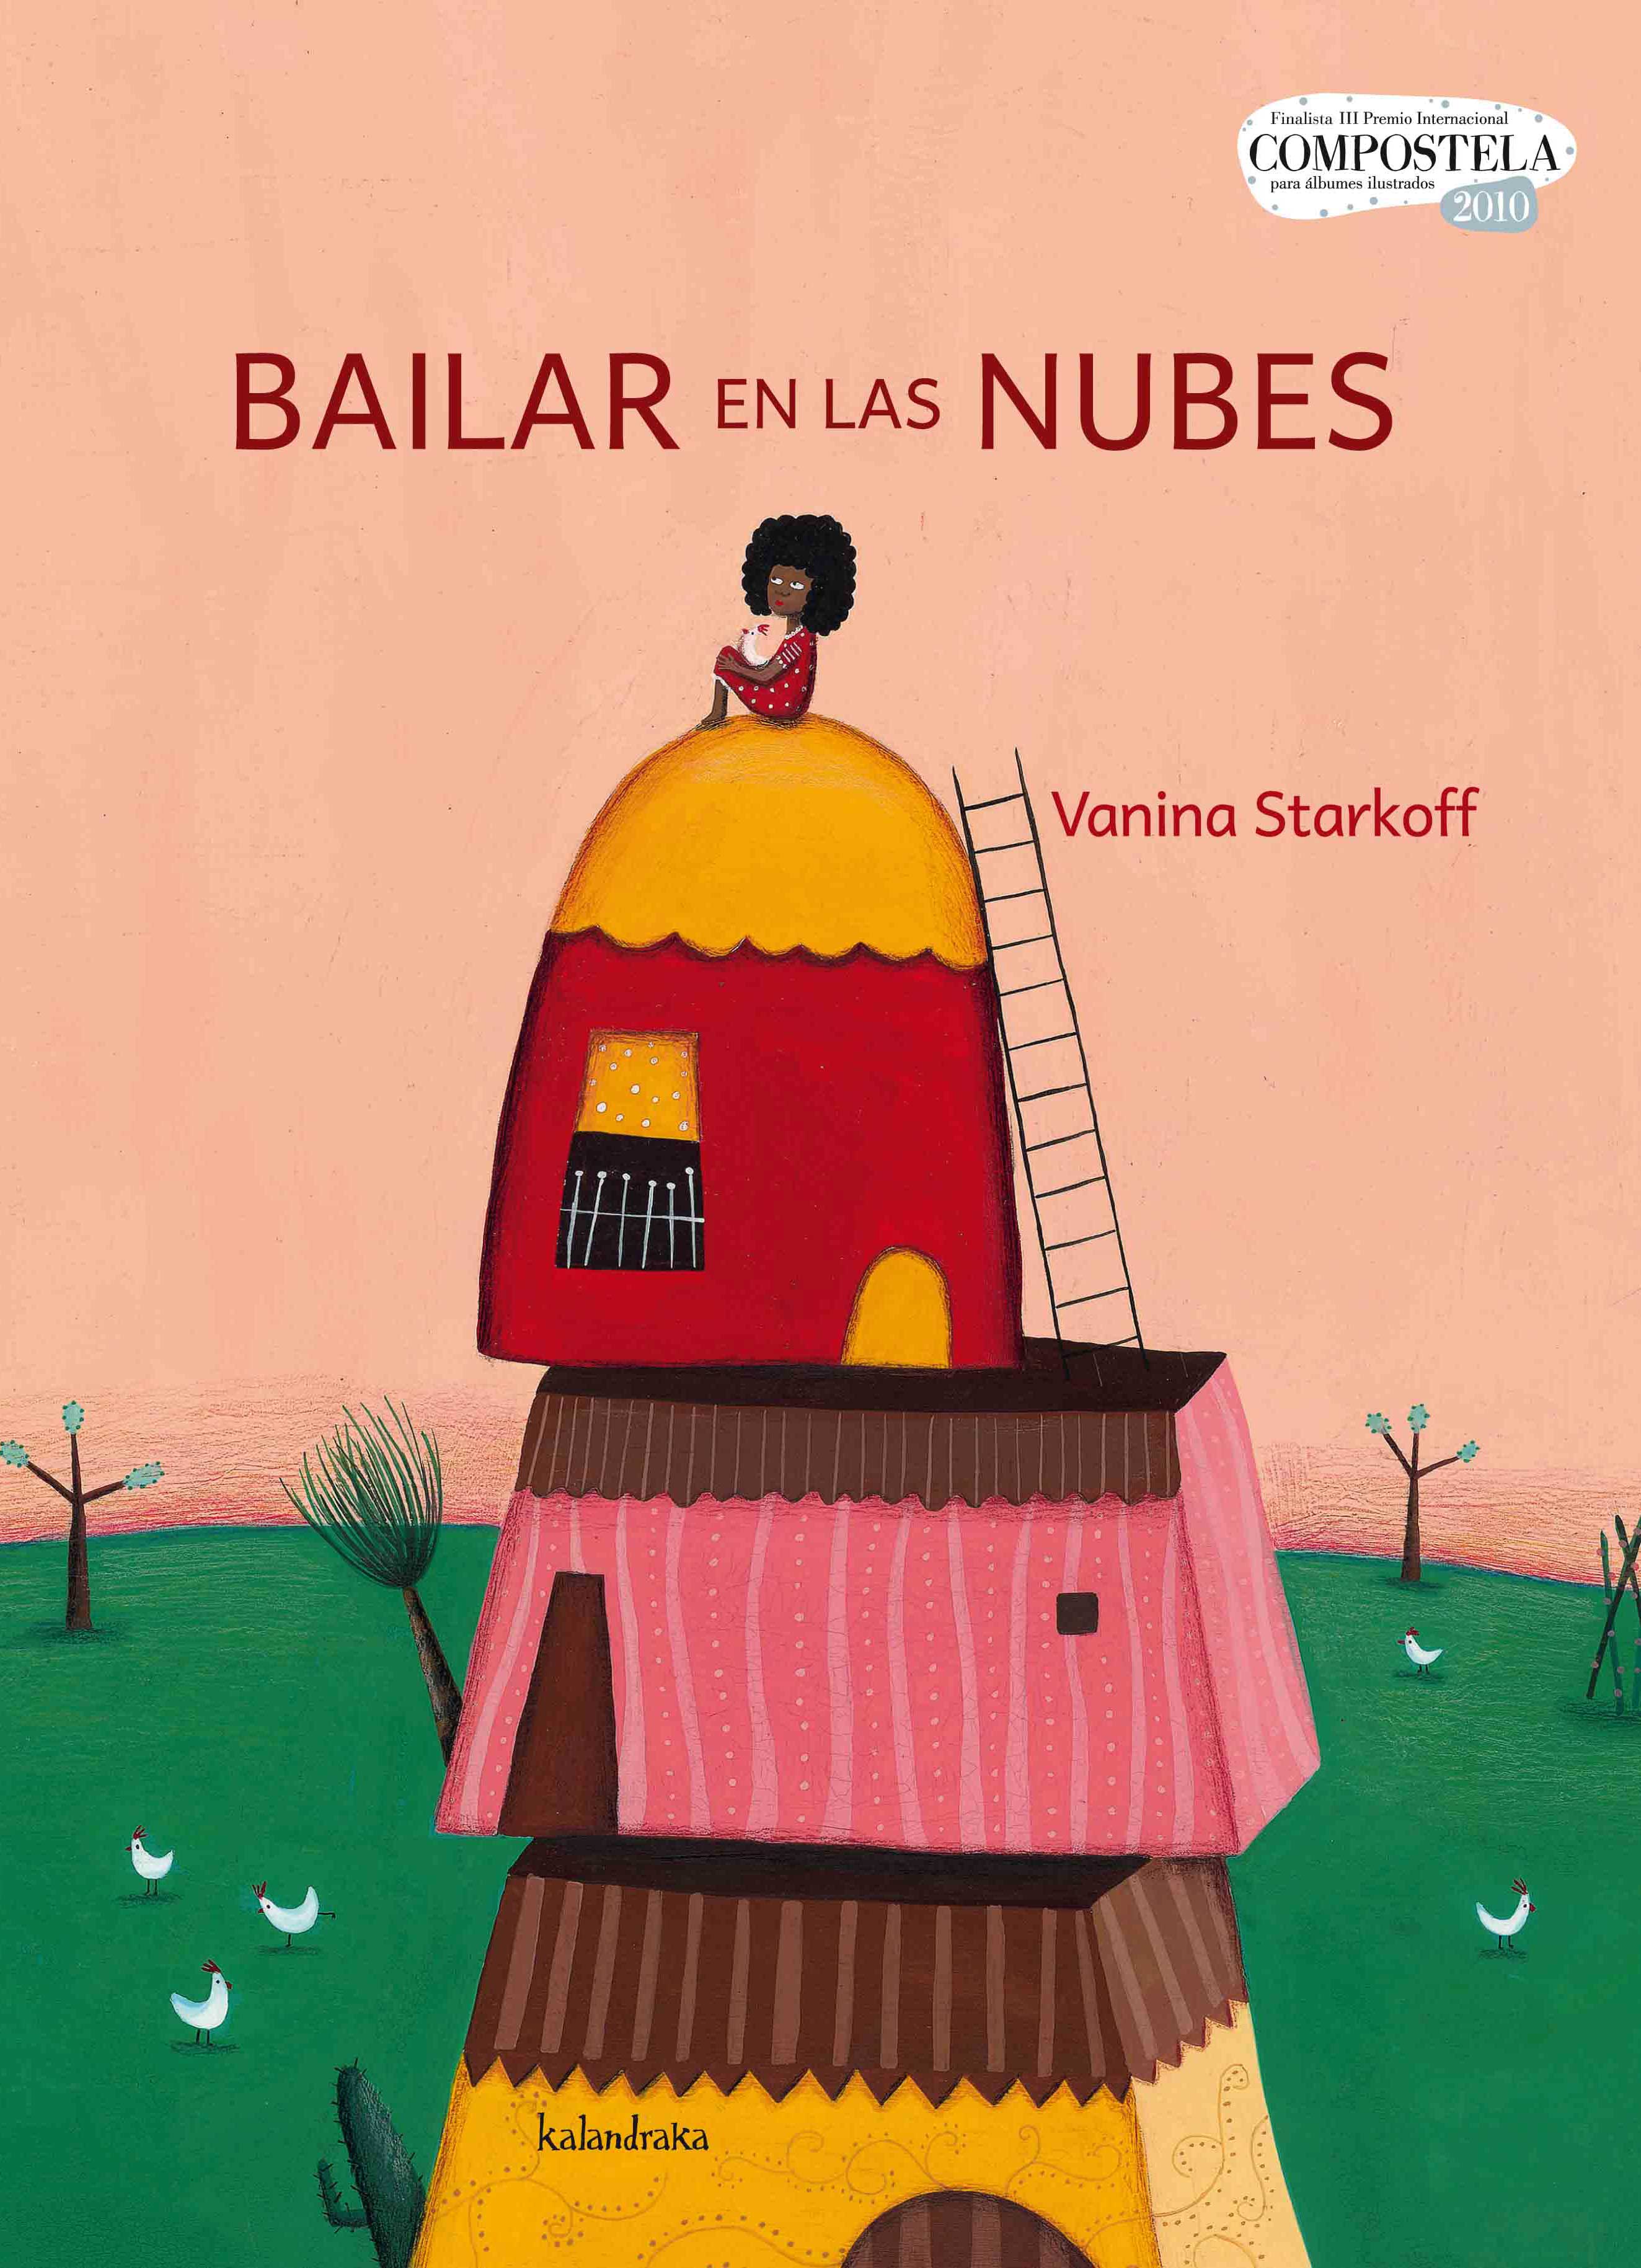 Finalista III Premio Internacional
COMPOSTELA
para álbumes ilustrados
2010
BAILAR EN LAS NUBES
Vanina Starkoff
kalandraka